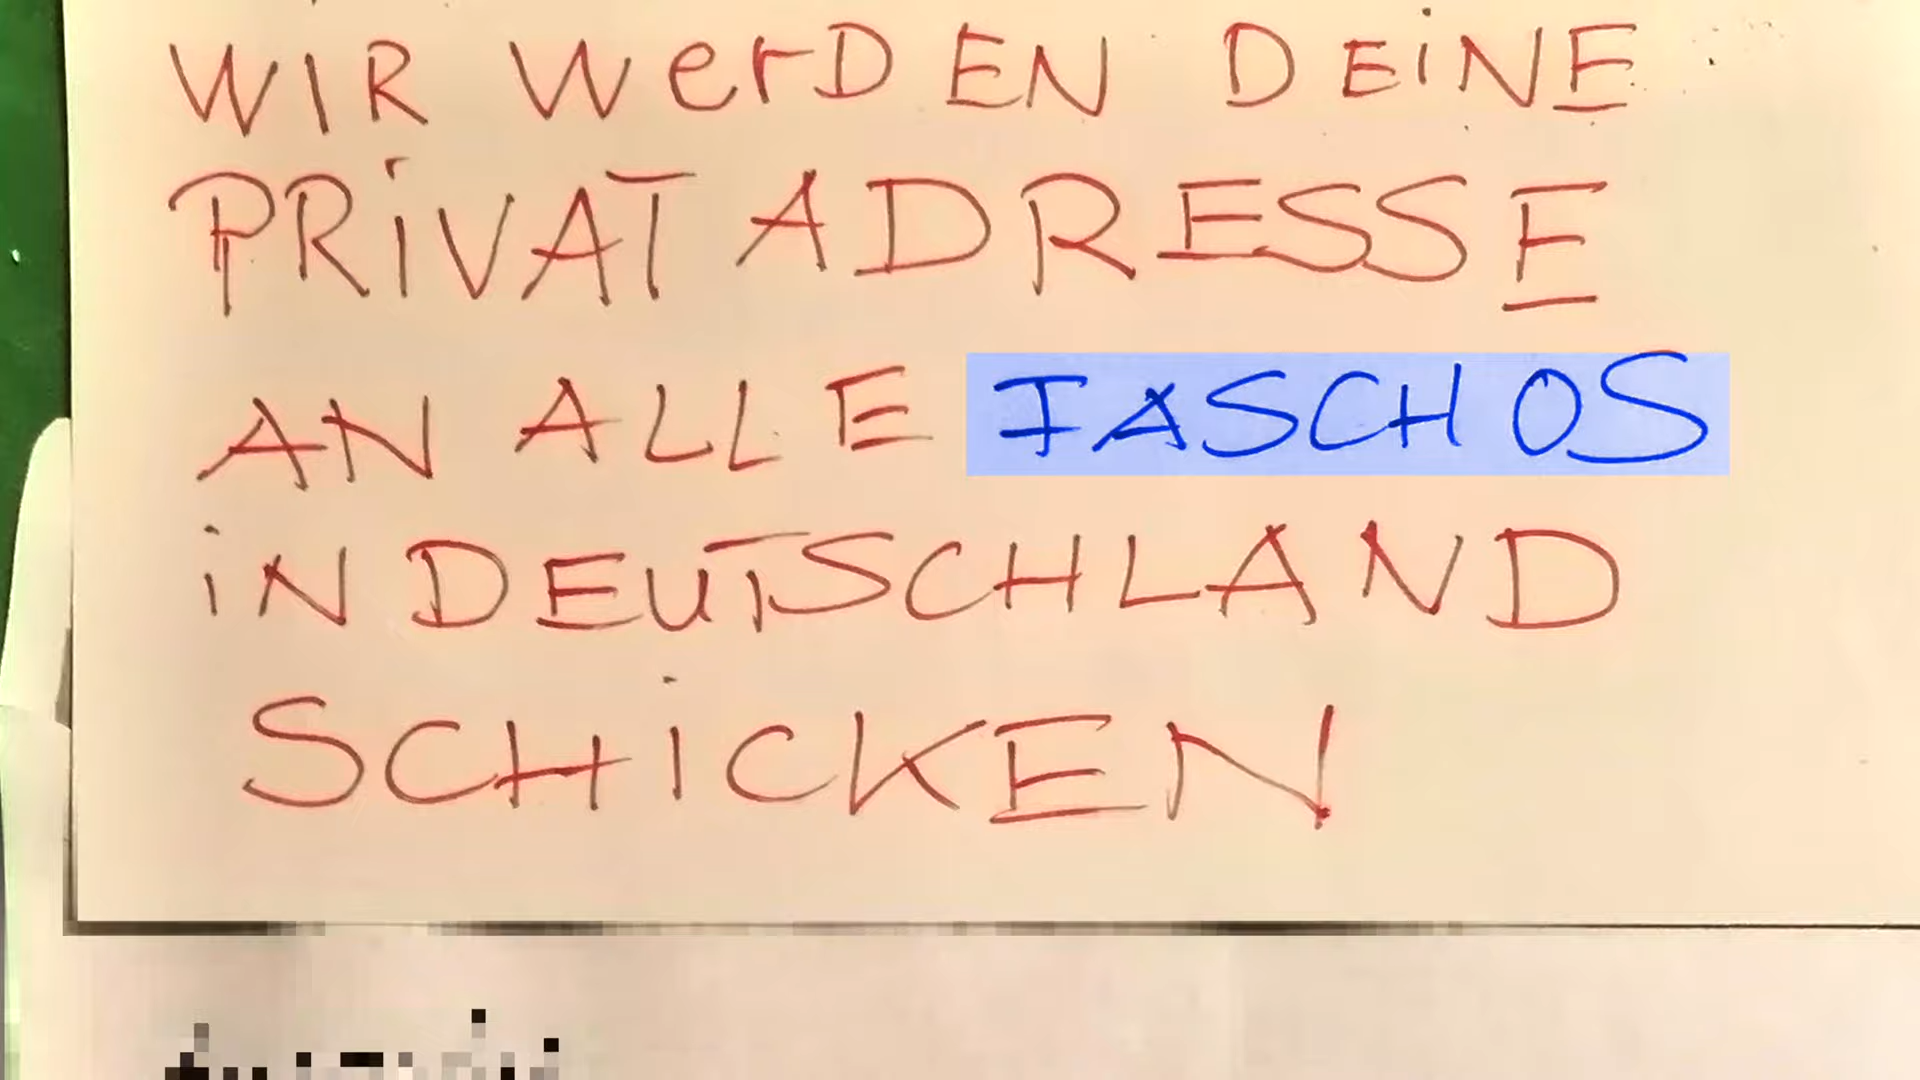 WIR WerDEN DEiNE
PRiVATADRESSE
AN ALLE FASCHOS
iN DEUTSCHLAND
SCHiCKEN